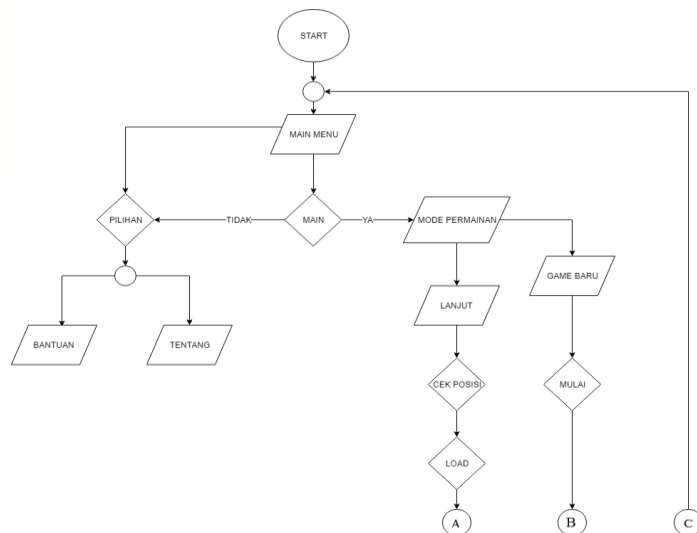 START
MAIN MENU
PILIHAN
TIDAK
MAIN
YA
MODE PERMAINAN
GAME BARU
LANJUT
BANTUAN
TENTANG
CEK POSISI
MULAI
LOAD
A
B
C